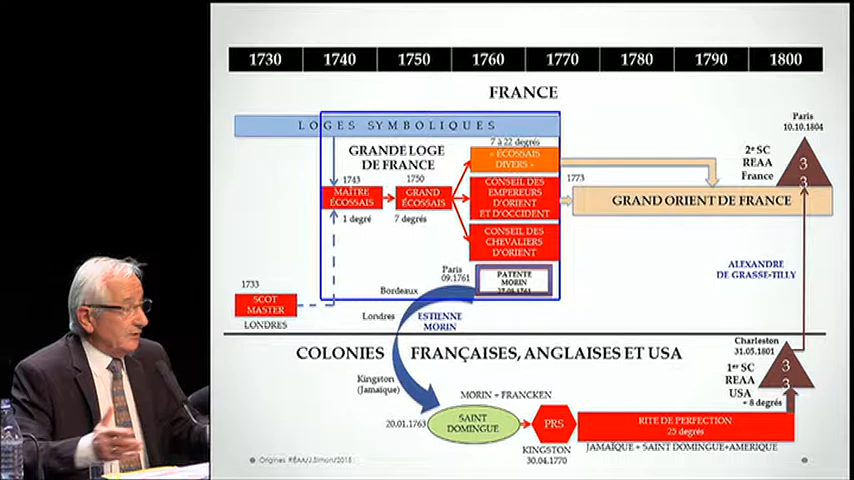 1730 1740 1750 1760 1770 1780 1790 1800
FRANCE
LOGES SYMBOLIQUES
GRANDE LOGE
DE FRANCE
1743
MAÎTRE
ÉCOSSAIS
1 degré
1750
GRAND
ÉCOSSAIS
7 degrés
7 à 22 degrés
« ÉCOSSAIS
DIVERS »
CONSEIL DES
EMPEREURS
D'ORIENT
ET D'OCCIDENT
CONSEIL DES
CHEVALIERS
D'ORIENT
1773
GRAND ORIENT DE FRANCE
Paris
10.10.1804
2e SC
REAA
France
3
3
ALEXANDRE
DE GRASSE-TILLY
1733
SCOT
MASTER
LONDRES
Paris
09.1761
PATENTE
MORIN
27.08.1761
Bordeaux
Londres
ESTIENNE
MORIN
COLONIES FRANÇAISES, ANGLAISES ET USA
Charleston
31.05.1801
1er SC
REAA
USA
3
3
+ 8 degrés
Kingston
(Jamaïque)
MORIN + FRANCKEN
20.01.1763
SAINT
DOMINGUE
PRS
KINGSTON
30.04.1770
RITE DE PERFECTION
25 degrés
JAMAÏQUE + SAINT DOMINGUE+AMERIQUE
Origines RÉAA/J.Simon/2018